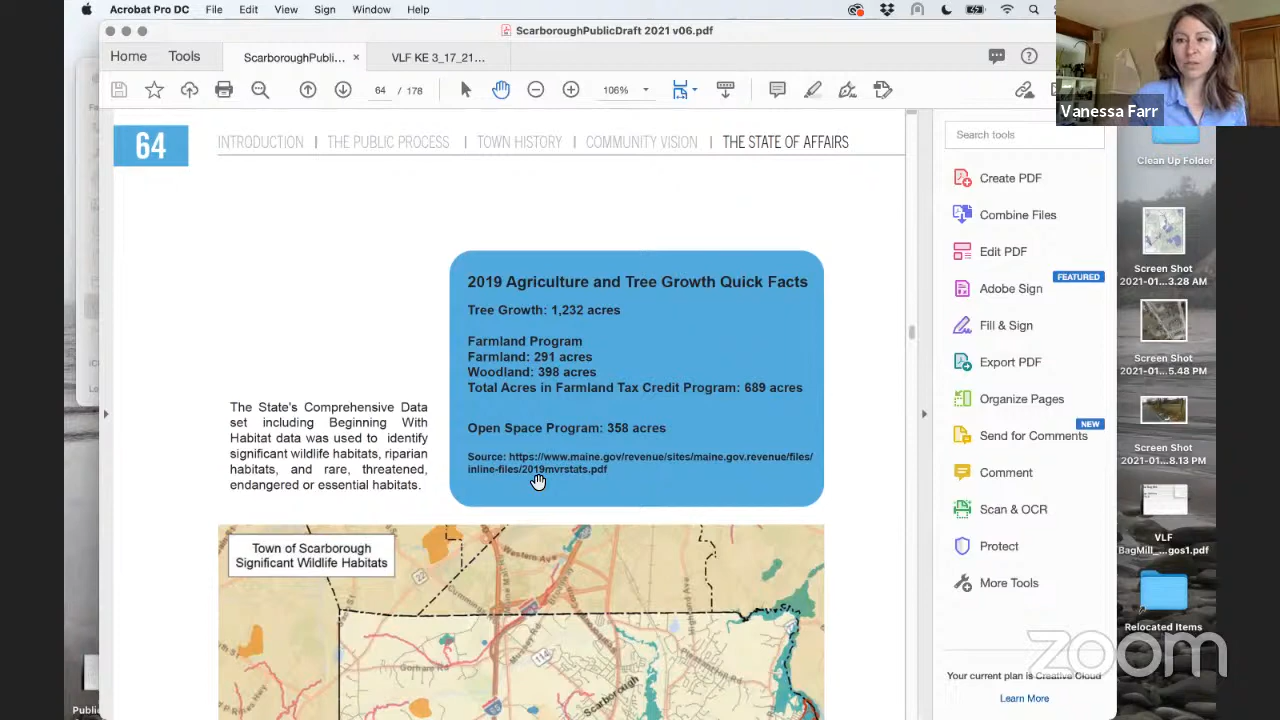 Acrobat Pro DC File Edit View Sign Window Help
ScarboroughPublicDraft 2021 v06.pdf
Home Tools ScarboroughPubli... × VLF KE 3_17_21...
64 / 178 106%
Vanessa Farr
64 INTRODUCTION | THE PUBLIC PROCESS | TOWN HISTORY | COMMUNITY VISION | THE STATE OF AFFAIRS
2019 Agriculture and Tree Growth Quick Facts
Tree Growth: 1,232 acres
Farmland Program
Farmland: 291 acres
Woodland: 398 acres
Total Acres in Farmland Tax Credit Program: 689 acres
Open Space Program: 358 acres
Source: https://www.maine.gov/revenue/sites/maine.gov.revenue/files/
inline-files/2019mvrstats.pdf
The State's Comprehensive Data
set including Beginning With
Habitat data was used to identify
significant wildlife habitats, riparian
habitats, and rare, threatened,
endangered or essential habitats.
Town of Scarborough
Significant Wildlife Habitats
Western Ave
22
Gorham Rd
114
Scarborough
Search tools
Create PDF
Combine Files
Edit PDF
FEATURED
Adobe Sign
Fill & Sign
Export PDF
Organize Pages
NEW
Send for Comments
Comment
Scan & OCR
Protect
More Tools
Your current plan is Creative Cloud
Learn More
Clean Up Folder
Screen Shot
2021-01...3.28 AM
Screen Shot
2021-01...5.48 PM
Screen Shot
2021-01...8.13 PM
VLF
BagMill_...gos1.pdf
Relocated Items
Public
zoom